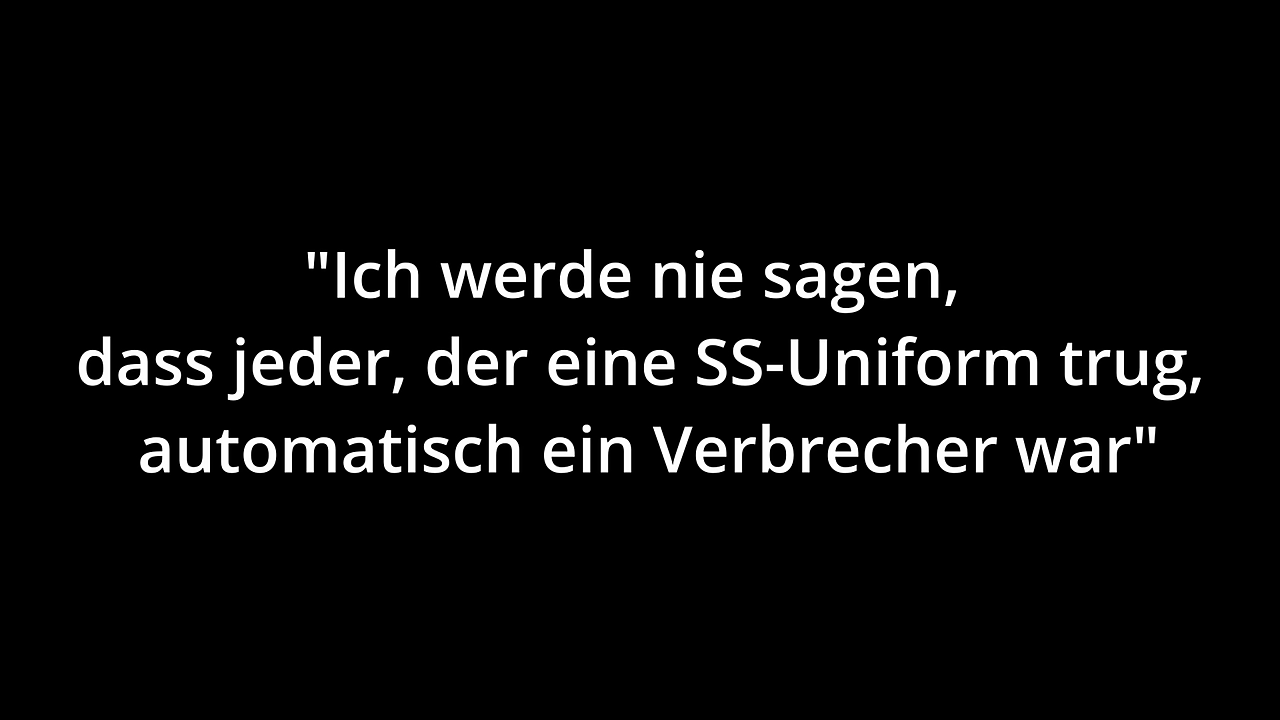 "Ich werde nie sagen,
dass jeder, der eine SS-Uniform trug,
automatisch ein Verbrecher war"